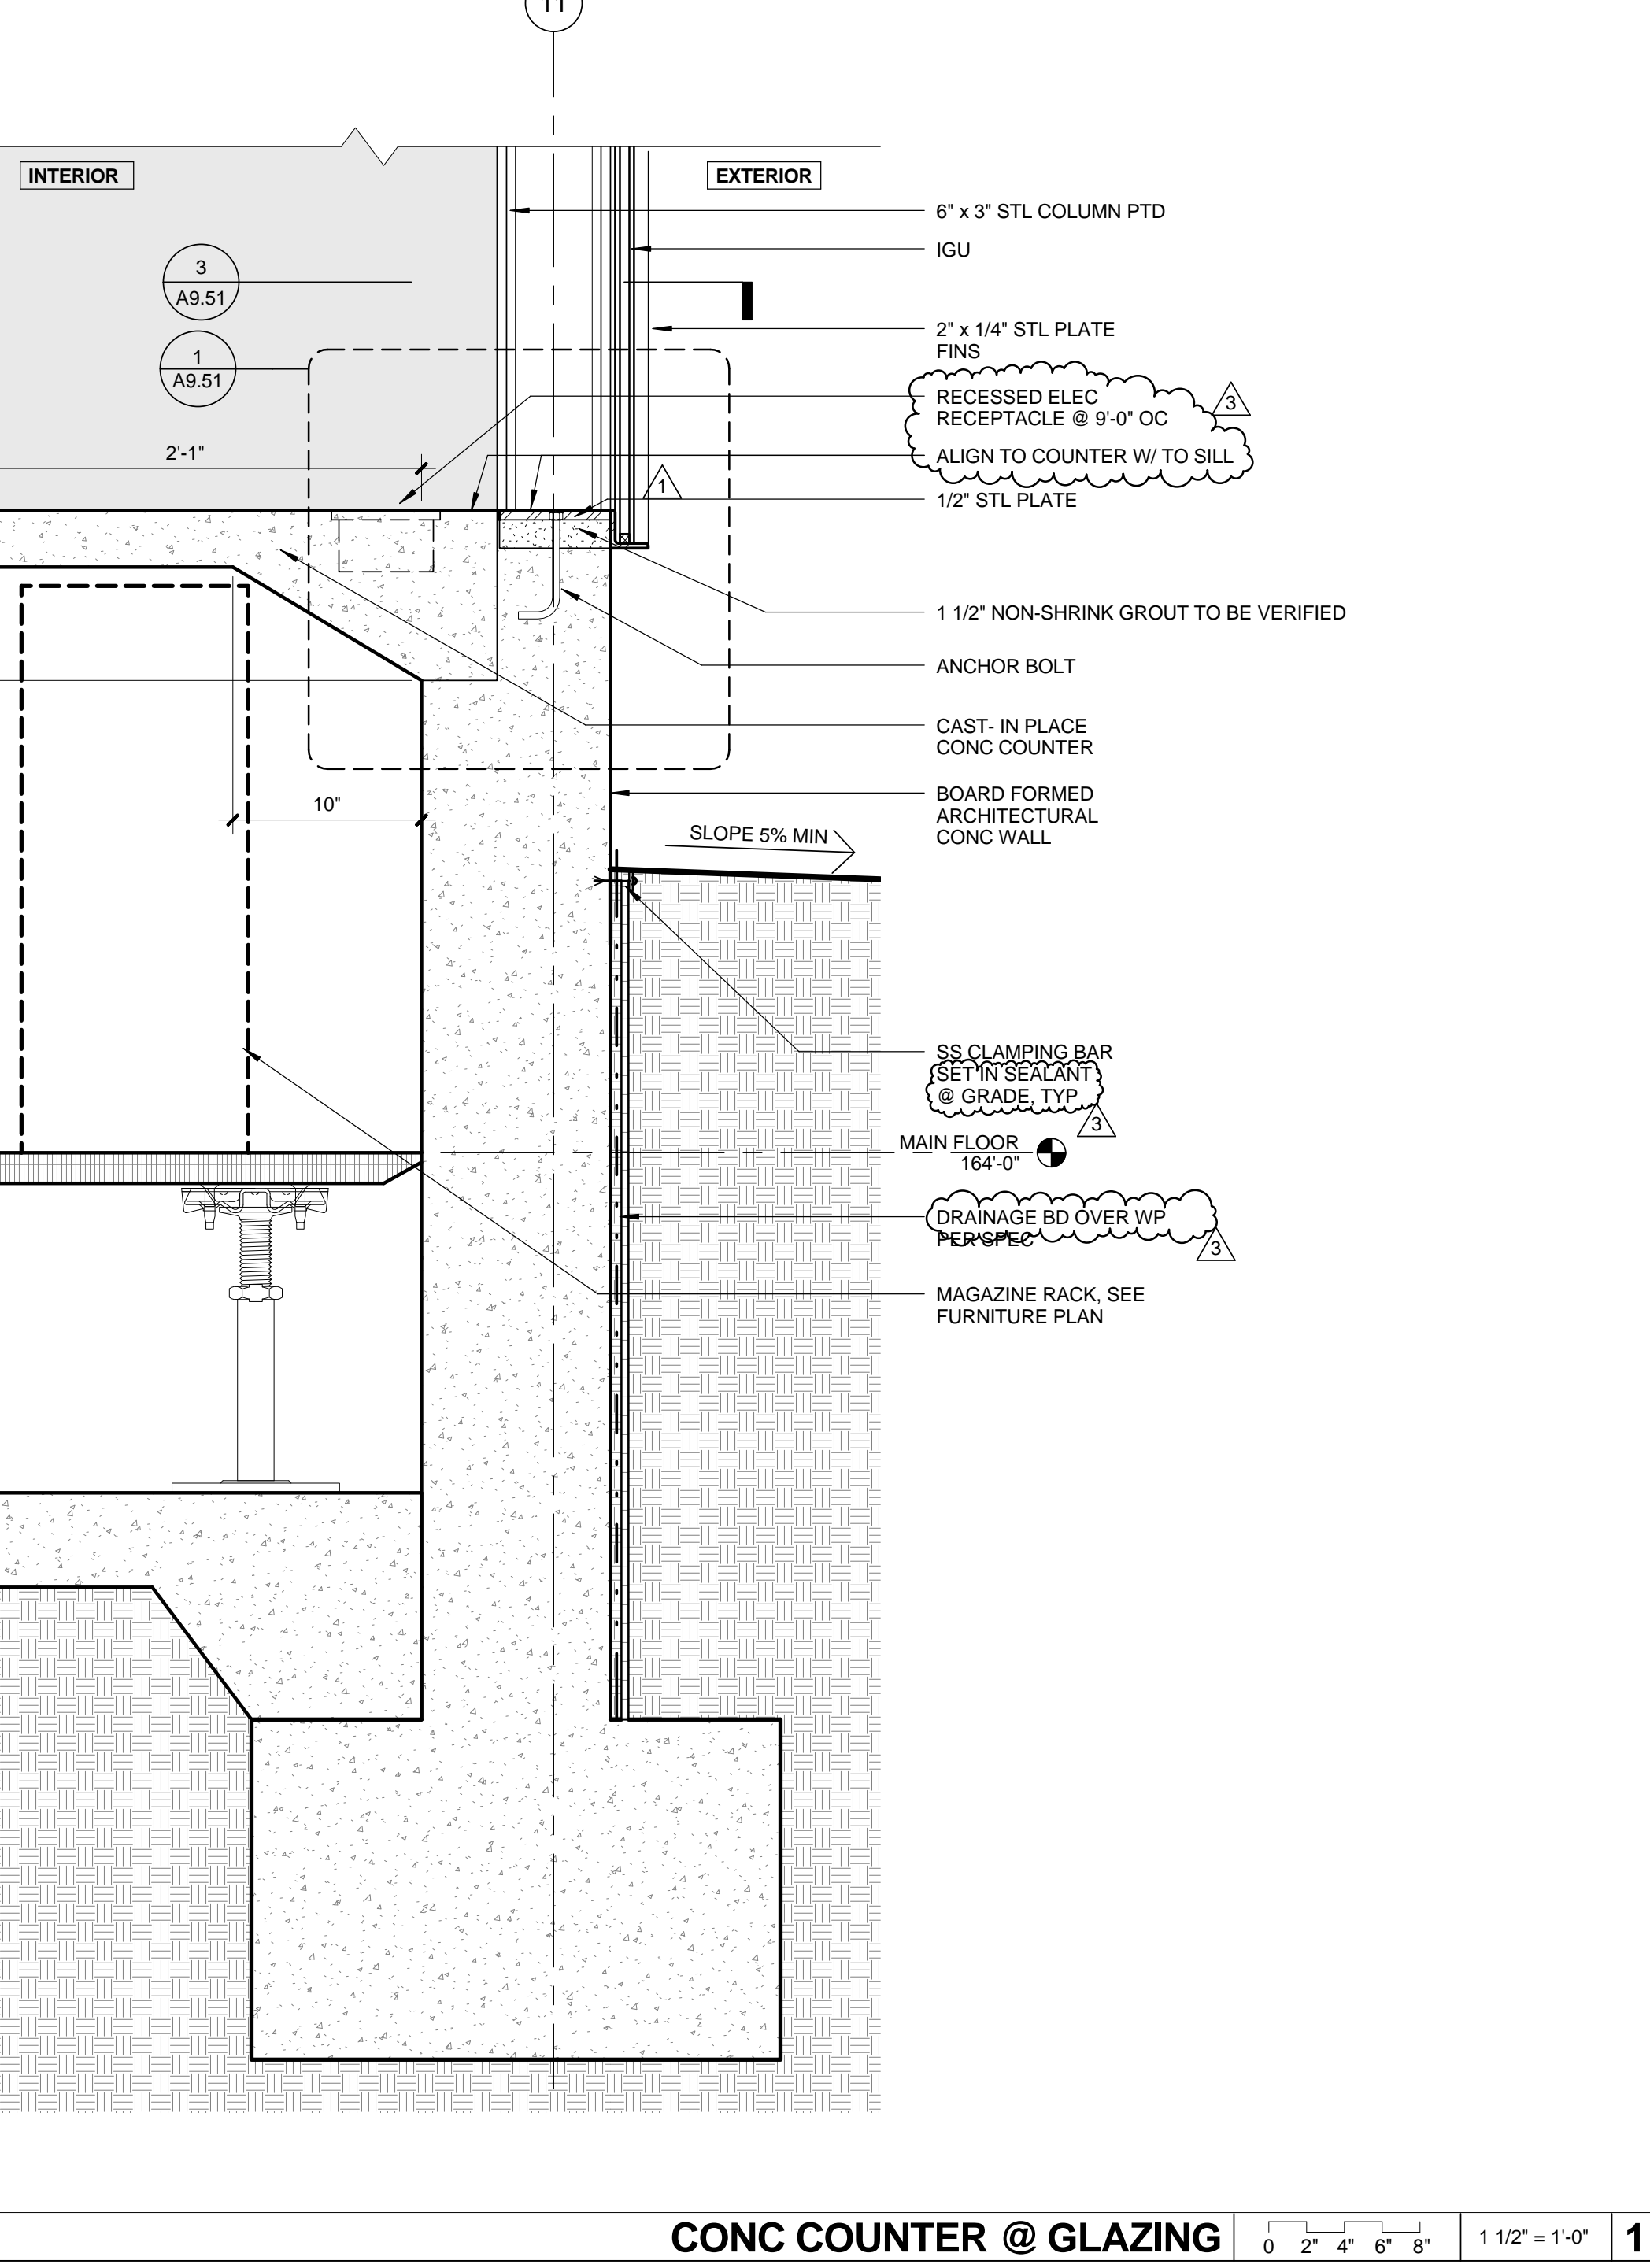 11
INTERIOR
EXTERIOR
6" x 3" STL COLUMN PTD
IGU
3
A9.51
2" x 1/4" STL PLATE
FINS
1
A9.51
RECESSED ELEC
RECEPTACLE @ 9'-0" OC
3
2'-1"
ALIGN TO COUNTER W/ TO SILL
1
1/2" STL PLATE
1 1/2" NON-SHRINK GROUT TO BE VERIFIED
ANCHOR BOLT
CAST- IN PLACE
CONC COUNTER
10"
BOARD FORMED
ARCHITECTURAL
CONC WALL
SLOPE 5% MIN
SS CLAMPING BAR
SET IN SEALANT
@ GRADE, TYP
3
MAIN FLOOR
164'-0"
DRAINAGE BD OVER WP
PER SPEC
3
MAGAZINE RACK, SEE
FURNITURE PLAN
CONC COUNTER @ GLAZING
0 2" 4" 6" 8"
1 1/2" = 1'-0"
1